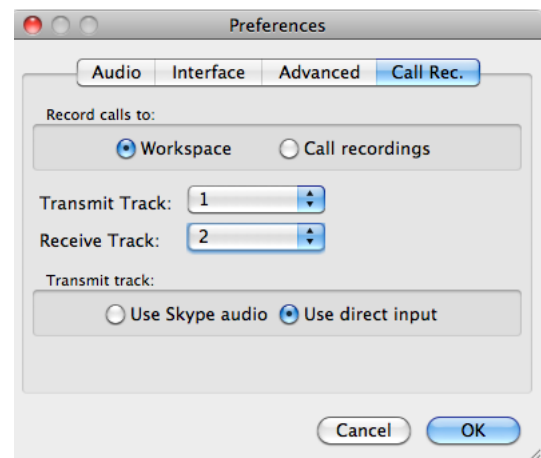 Preferences
Audio Interface Advanced Call Rec.
Record calls to:
Workspace Call recordings
Transmit Track: 1
Receive Track: 2
Transmit track:
Use Skype audio Use direct input
Cancel OK